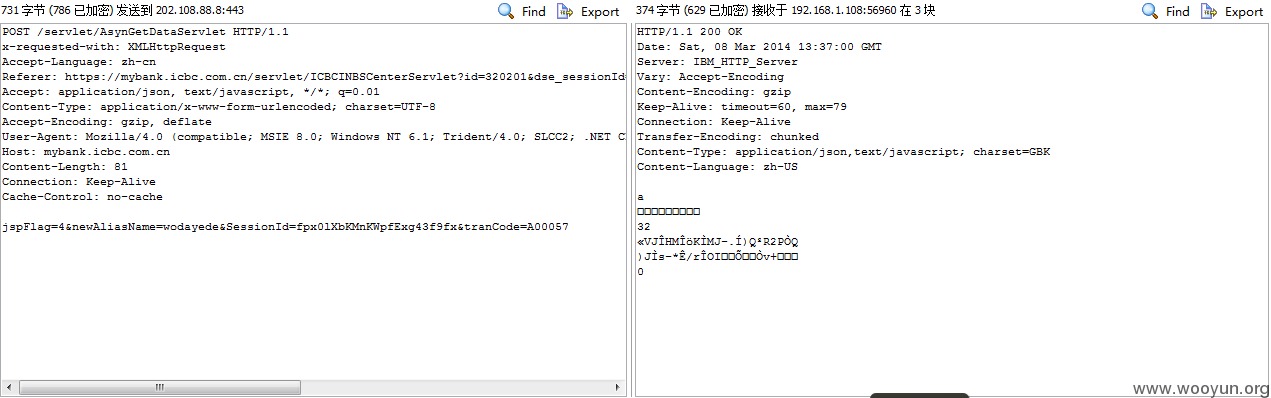 731 字节 (786 已加密) 发送到 202.108.88.8:443
Find
Export
POST /servlet/AsynGetDataServlet HTTP/1.1
x-requested-with: XMLHttpRequest
Accept-Language: zh-cn
Referer: https://mybank.icbc.com.cn/servlet/ICBCINBSCenterServlet?id=320201&dse_sessionId=
Accept: application/json, text/javascript, */*; q=0.01
Content-Type: application/x-www-form-urlencoded; charset=UTF-8
Accept-Encoding: gzip, deflate
User-Agent: Mozilla/4.0 (compatible; MSIE 8.0; Windows NT 6.1; Trident/4.0; SLCC2; .NET C
Host: mybank.icbc.com.cn
Content-Length: 81
Connection: Keep-Alive
Cache-Control: no-cache
jspFlag=4&newAliasName=wodayede&SessionId=fpx0lXbKMnKWpfExg43f9fx&tranCode=A00057
374 字节 (629 已加密) 接收于 192.168.1.108:56960 在 3 块
Find
Export
HTTP/1.1 200 OK
Date: Sat, 08 Mar 2014 13:37:00 GMT
Server: IBM_HTTP_Server
Vary: Accept-Encoding
Content-Encoding: gzip
Keep-Alive: timeout=60, max=79
Connection: Keep-Alive
Transfer-Encoding: chunked
Content-Type: application/json,text/javascript; charset=GBK
Content-Language: zh-US
a
32
0
www.wooyun.org